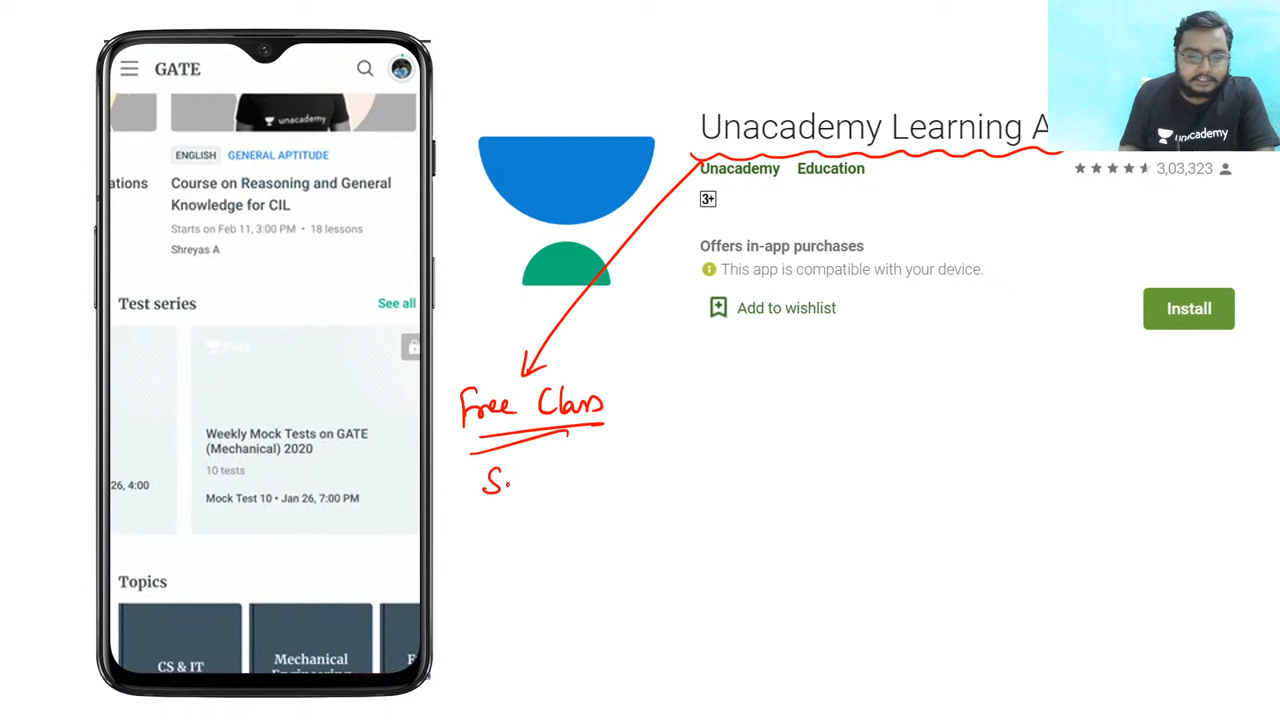 GATE
unacademy
ENGLISH GENERAL APTITUDE
ations
Course on Reasoning and General
Knowledge for CIL
Starts on Feb 11, 3:00 PM • 18 lessons
Shreyas A
Test series
See all
Weekly Mock Tests on GATE
(Mechanical) 2020
10 tests
26, 4:00
Mock Test 10 • Jan 26, 7:00 PM
Topics
CS & IT
Mechanical
Engineering
Free Class
S
Unacademy Learning A
Unacademy Education
3,03,323
3+
Offers in-app purchases
This app is compatible with your device.
Add to wishlist
Install
unacademy